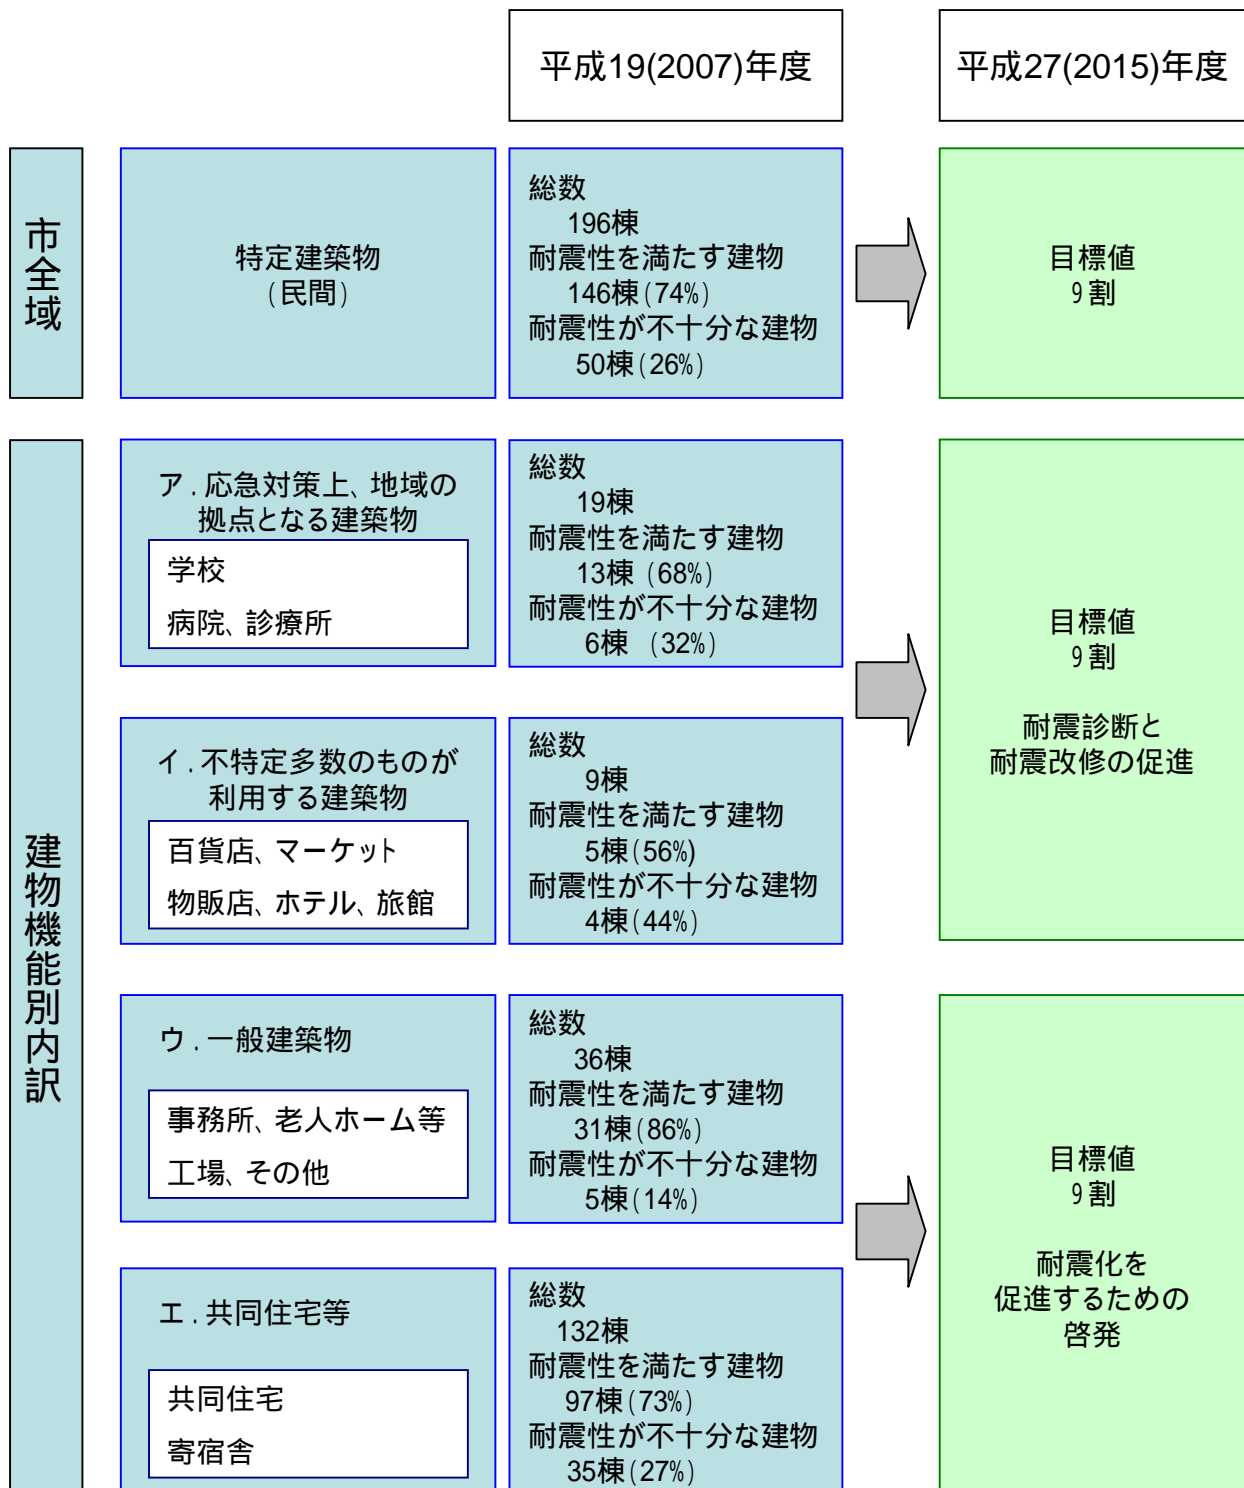 平成19(2007)年度
平成27(2015)年度
市全域
特定建築物
(民間)
総数
196棟
耐震性を満たす建物
146棟(74%)
耐震性が不十分な建物
50棟(26%)
目標値
9割
建物機能別内訳
ア.応急対策上、地域の
拠点となる建築物
学校
病院、診療所
総数
19棟
耐震性を満たす建物
13棟 (68%)
耐震性が不十分な建物
6棟 (32%)
イ.不特定多数のものが
利用する建築物
百貨店、マーケット
物販店、ホテル、旅館
総数
9棟
耐震性を満たす建物
5棟(56%)
耐震性が不十分な建物
4棟(44%)
目標値
9割
耐震診断と
耐震改修の促進
ウ.一般建築物
事務所、老人ホーム等
工場、その他
総数
36棟
耐震性を満たす建物
31棟(86%)
耐震性が不十分な建物
5棟(14%)
エ.共同住宅等
共同住宅
寄宿舎
総数
132棟
耐震性を満たす建物
97棟(73%)
耐震性が不十分な建物
35棟(27%)
目標値
9割
耐震化を
促進するための
啓発